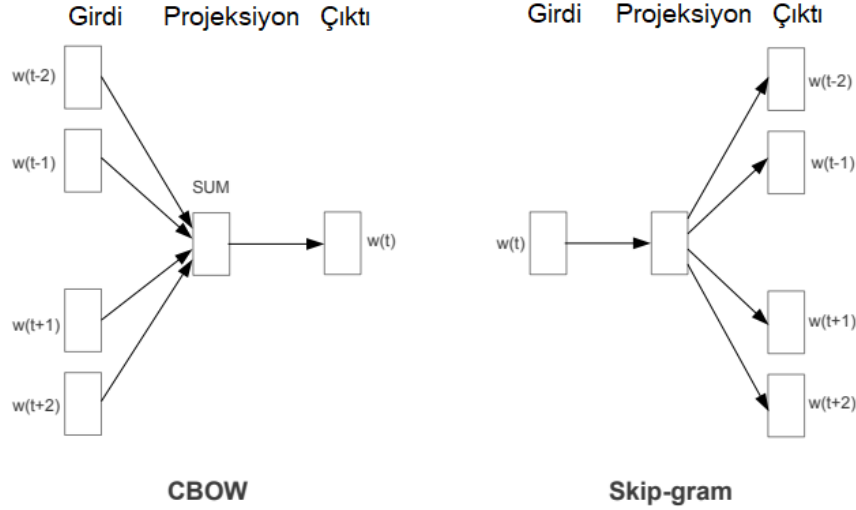 Girdi Projeksiyon Çıktı
w(t-2)
w(t-1)
SUM
w(t)
w(t+1)
w(t+2)
CBOW
Girdi Projeksiyon Çıktı
w(t-2)
w(t-1)
w(t)
w(t+1)
w(t+2)
Skip-gram